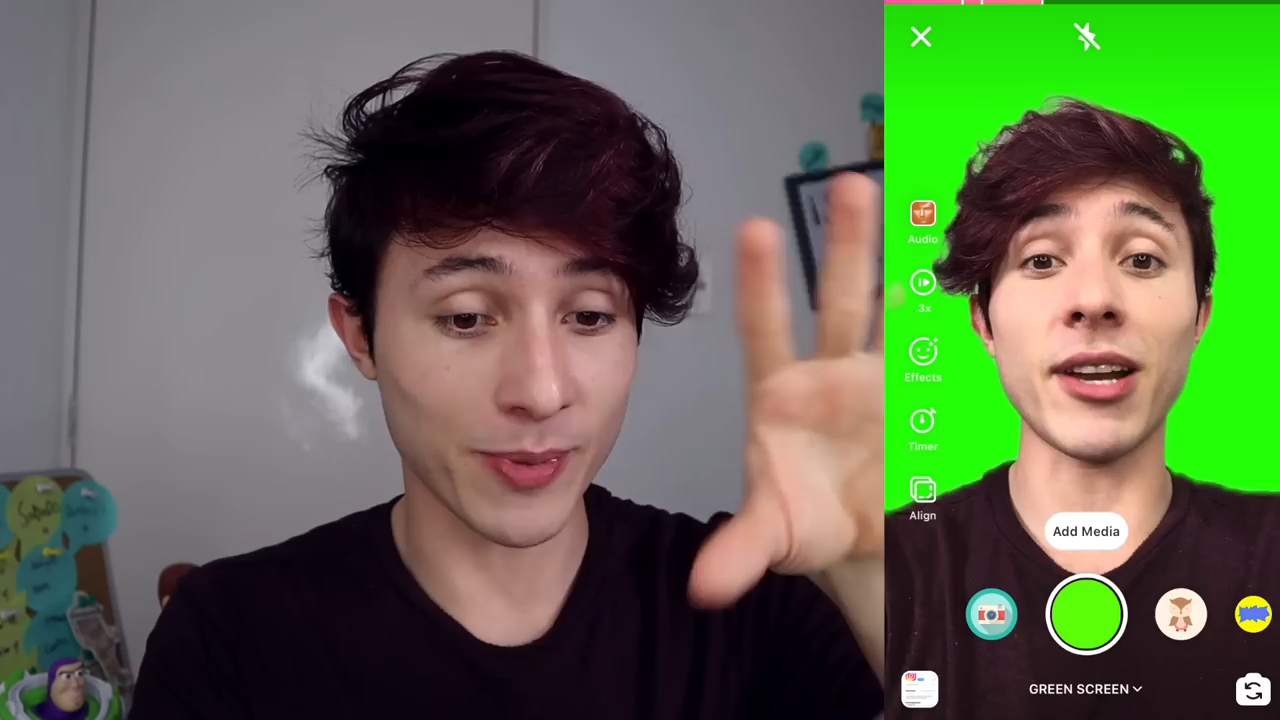 Audio
.3x
Effects
Timer
Align
Add Media
GREEN SCREEN